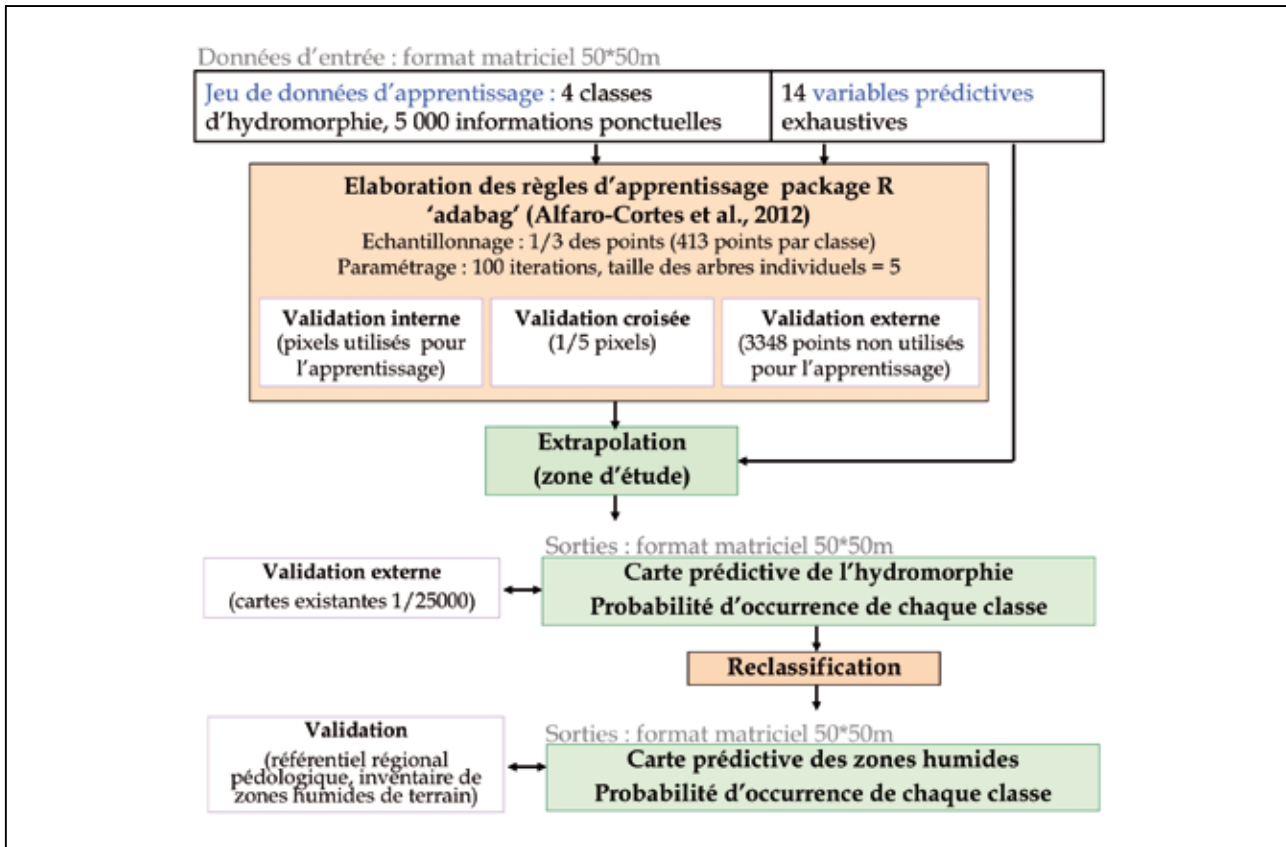 Données d'entrée : format matriciel 50*50m
Jeu de données d'apprentissage : 4 classes
d'hydromorphie, 5 000 informations ponctuelles
14 variables prédictives
exhaustives
Elaboration des règles d'apprentissage package R
'adabag' (Alfaro-Cortes et al., 2012)
Echantillonnage : 1/3 des points (413 points par classe)
Paramétrage : 100 iterations, taille des arbres individuels = 5
Validation interne
(pixels utilisés pour
l'apprentissage)
Validation croisée
(1/5 pixels)
Validation externe
(3348 points non utilisés
pour l'apprentissage)
Extrapolation
(zone d'étude)
Sorties : format matriciel 50*50m
Validation externe
(cartes existantes 1/25000)
Carte prédictive de l'hydromorphie
Probabilité d'occurrence de chaque classe
Reclassification
Sorties : format matriciel 50*50m
Validation
(référentiel régional
pédologique, inventaire de
zones humides de terrain)
Carte prédictive des zones humides
Probabilité d'occurrence de chaque classe